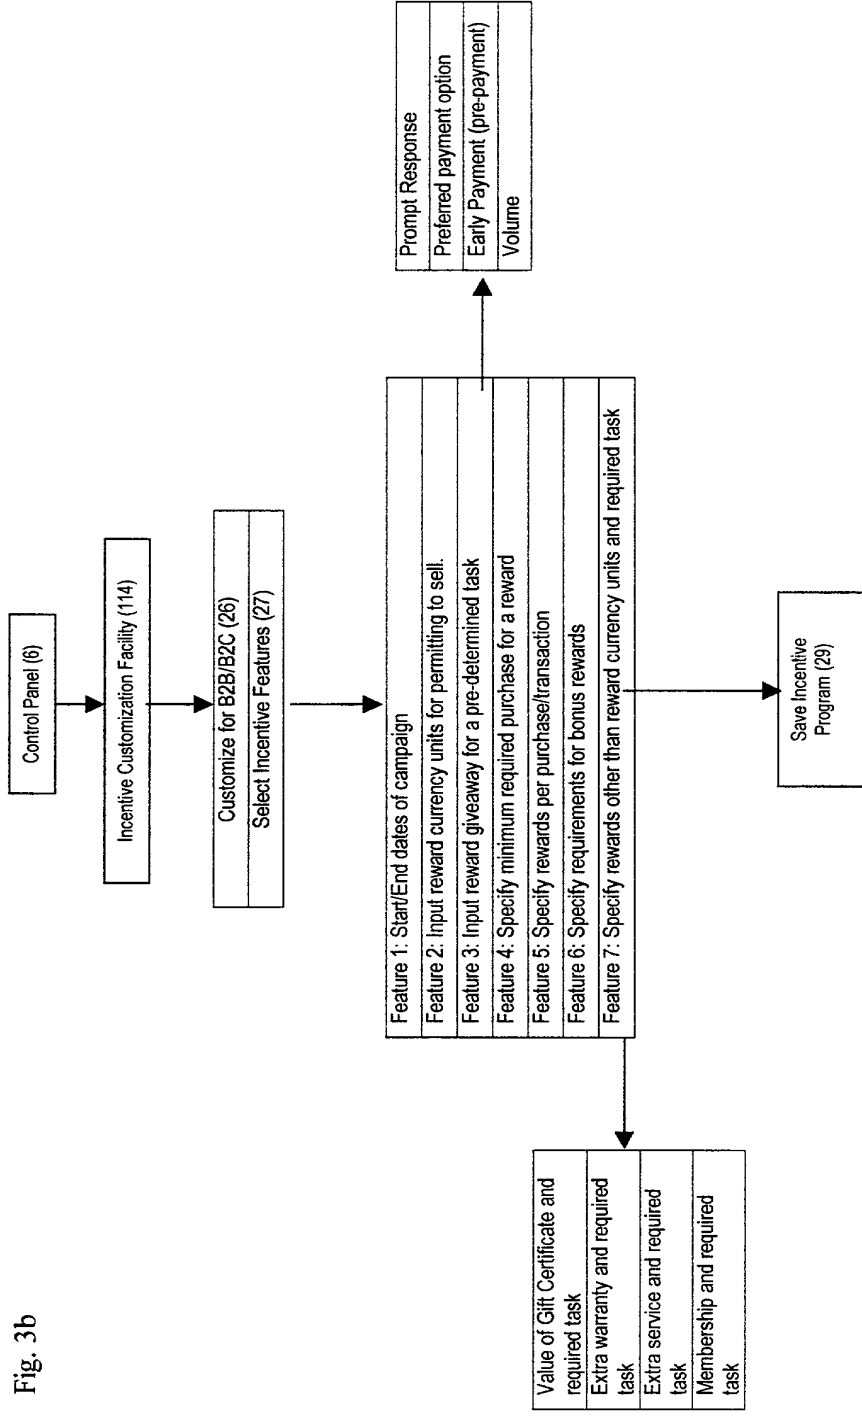 Fig. 3b
Control Panel (6)
Incentive Customization Facility (114)
Customize for B2B/B2C (26)
Select Incentive Features (27)
Feature 1: Start/End dates of campaign
Feature 2: Input reward currency units for permitting to sell.
Feature 3: Input reward giveaway for a pre-determined task
Feature 4: Specify minimum required purchase for a reward
Feature 5: Specify rewards per purchase/transaction
Feature 6: Specify requirements for bonus rewards
Feature 7: Specify rewards other than reward currency units and required task
Prompt Response
Preferred payment option
Early Payment (pre-payment)
Volume
Value of Gift Certificate and
required task
Extra warranty and required
task
Extra service and required
task
Membership and required
task
Save Incentive
Program (29)